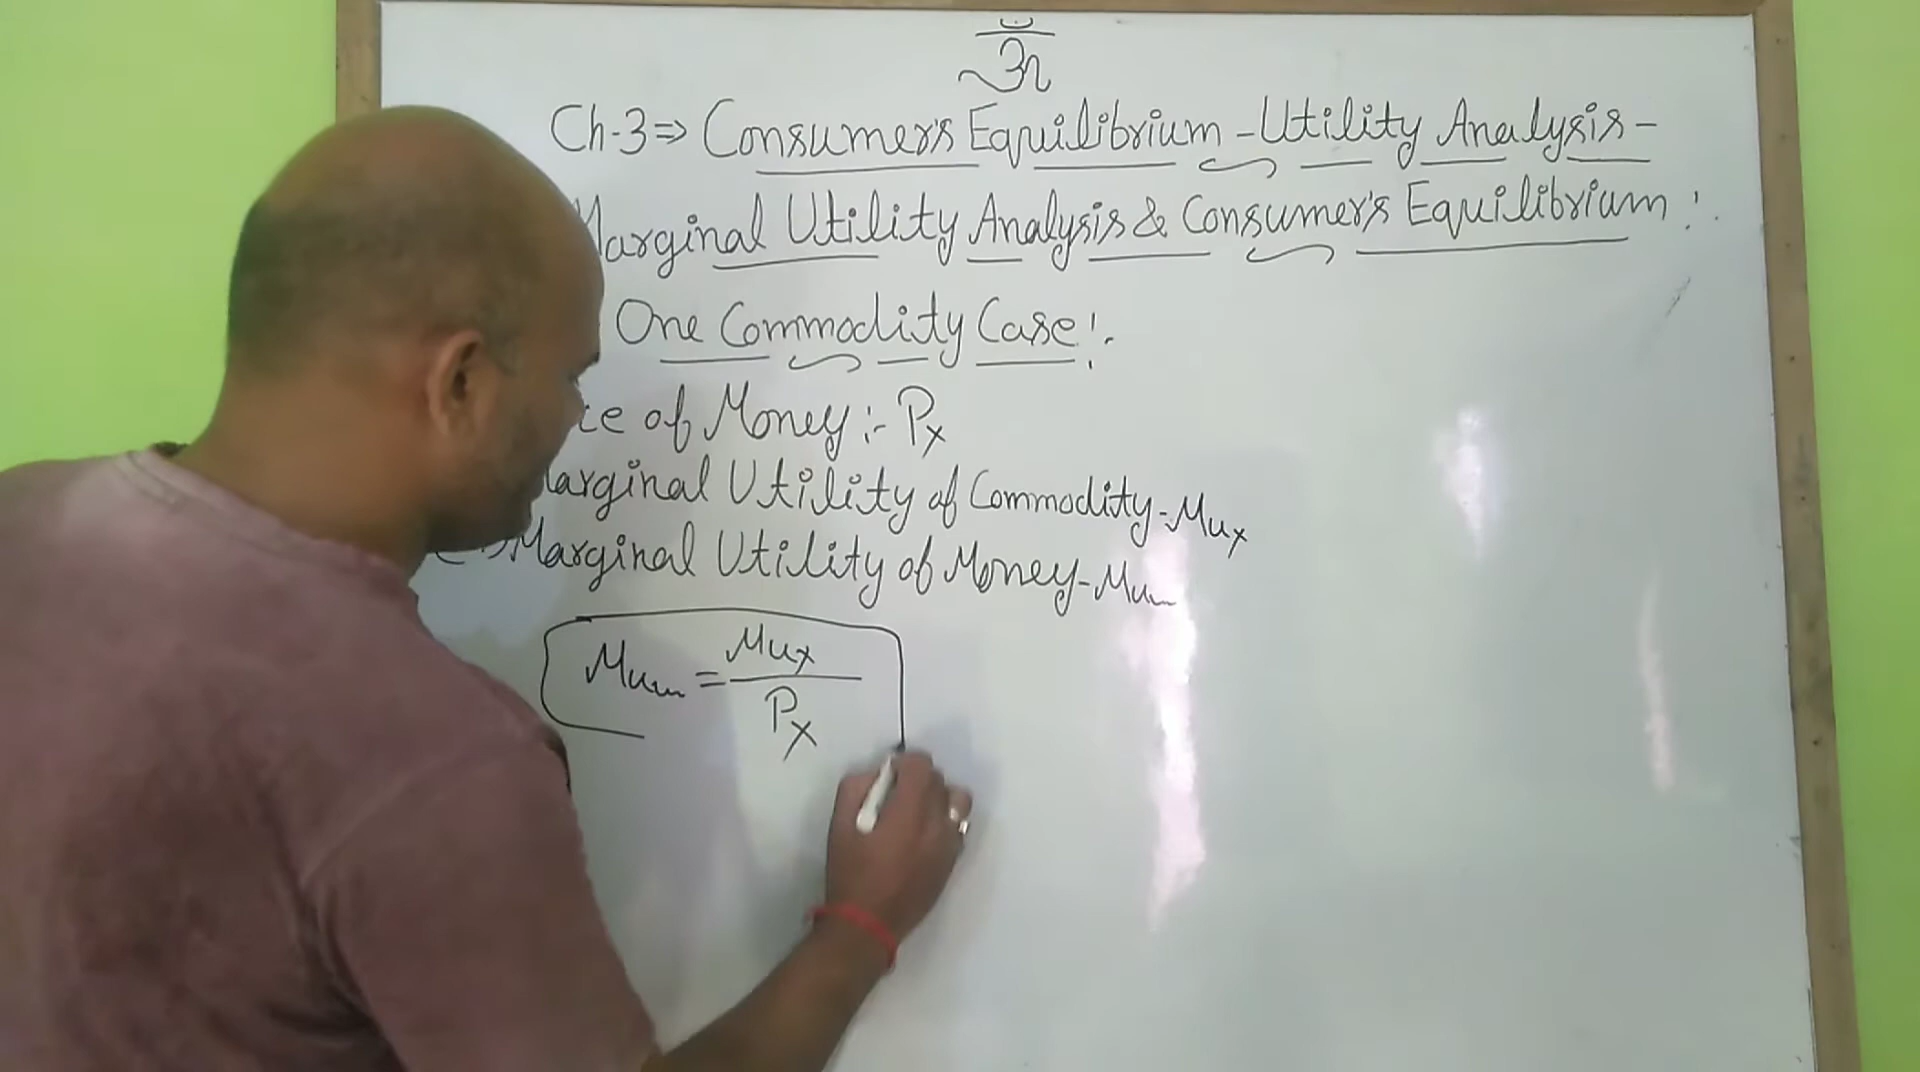 ॐ
Ch-3⇒ Consumer's Equilibrium - Utility Analysis -
Marginal Utility Analysis & Consumer's Equilibrium :
One Commodity Case :-
of Money :- Px
Marginal Utility of Commodity - Mux
Marginal Utility of Money - Mum
Mum = Mux / Px